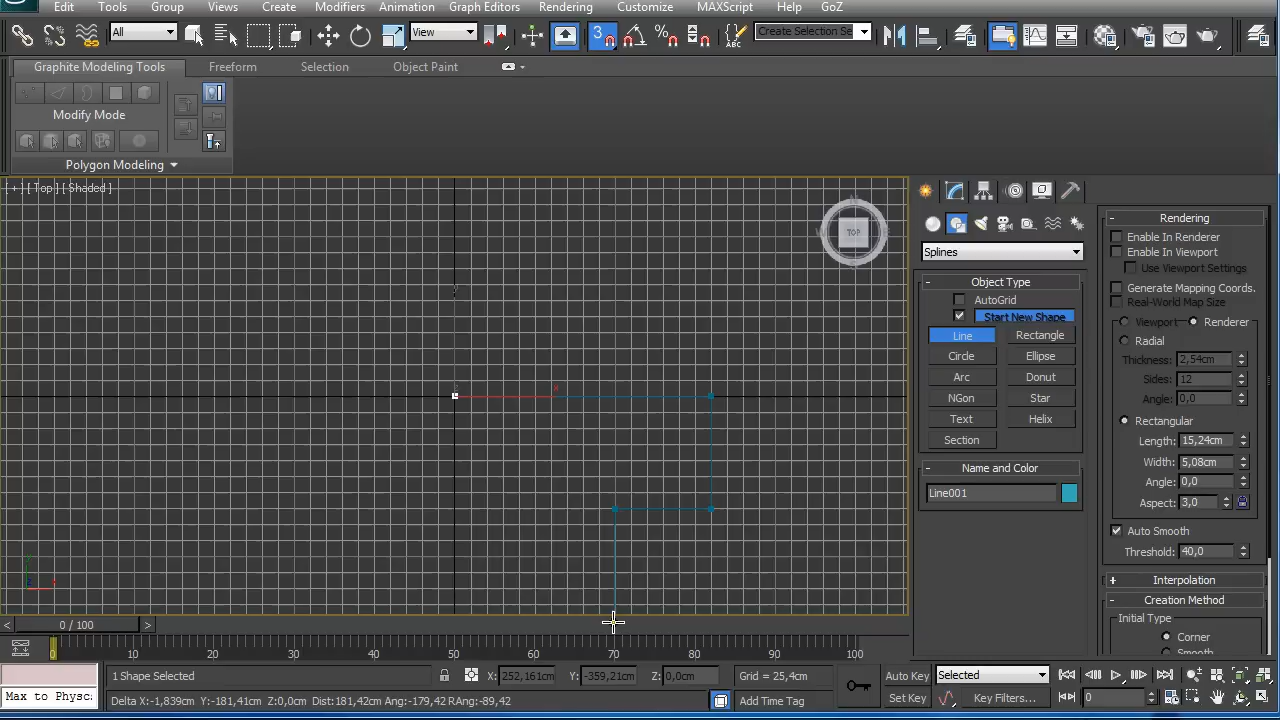 Edit Tools Group Views Create Modifiers Animation Graph Editors Rendering Customize MAXScript Help GoZ
All View 3 Create Selection Se
Graphite Modeling Tools Freeform Selection Object Paint
Modify Mode
Polygon Modeling
[ + ] [ Top ] [ Shaded ]
TOP
Splines
Object Type
AutoGrid
Start New Shape
Line Rectangle
Circle Ellipse
Arc Donut
NGon Star
Text Helix
Section
Name and Color
Line001
Rendering
Enable In Renderer
Enable In Viewport
Use Viewport Settings
Generate Mapping Coords.
Real-World Map Size
Viewport Renderer
Radial
Thickness: 2,54cm
Sides: 12
Angle: 0,0
Rectangular
Length: 15,24cm
Width: 5,08cm
Angle: 0,0
Aspect: 3,0
Auto Smooth
Threshold: 40,0
Interpolation
Creation Method
Initial Type
Corner
Smooth
x
y
< 0 / 100 >
0 10 20 30 40 50 60 70 80 90 100
1 Shape Selected X: 252,161cm Y: -359,21cm Z: 0,0cm Grid = 25,4cm Auto Key Selected
Max to Physc
Delta X:-1,839cm Y:-181,41cm Z:0,0cm Dist:181,42cm Ang:-179,42 RAng:-89,42 Add Time Tag Set Key Key Filters... 0